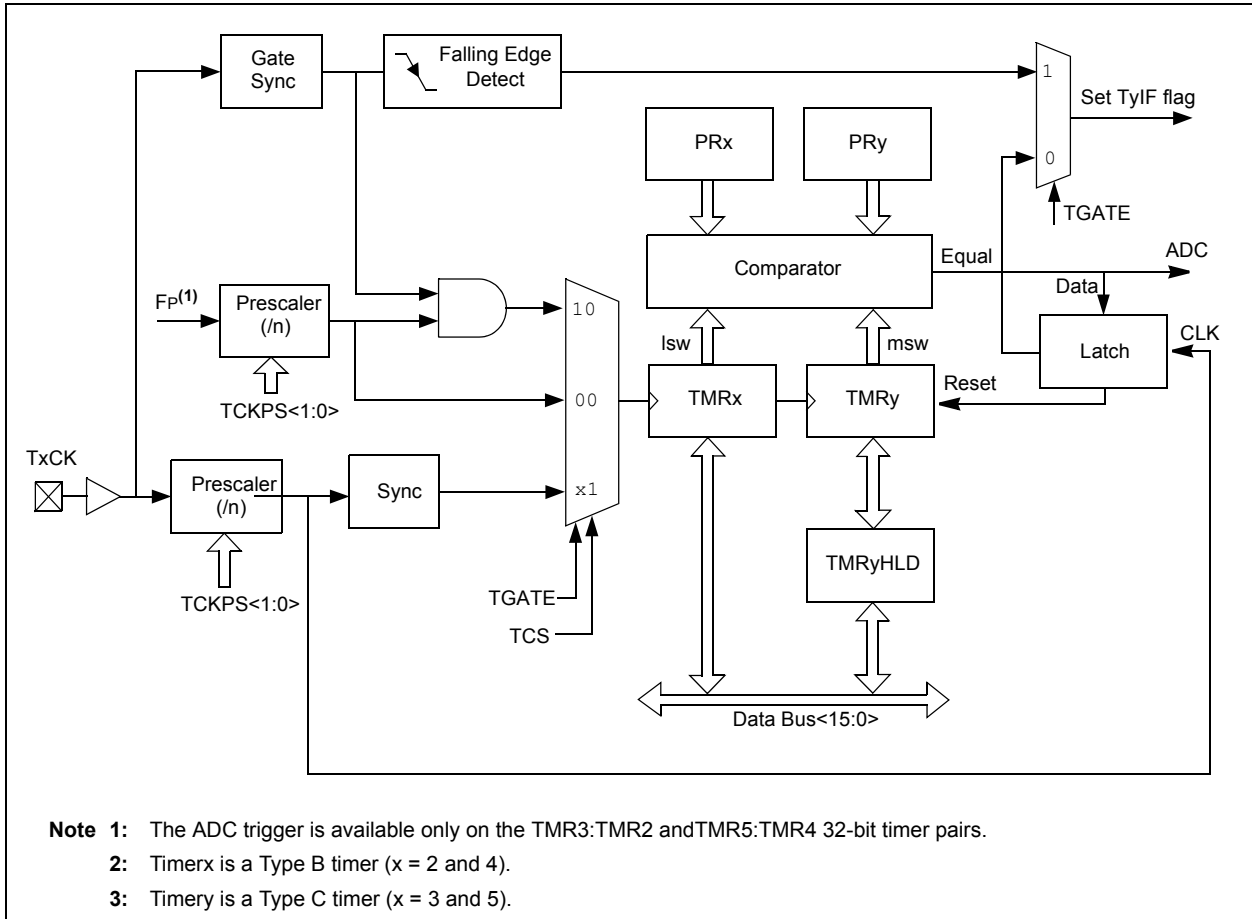 Gate
Sync
Falling Edge
Detect
1
Set TyIF flag
PRx
PRy
0
TGATE
Comparator
Equal
ADC
Data
FP(1)
Prescaler
(/n)
10
Latch
CLK
lsw
msw
TCKPS<1:0>
00
TMRx
TMRy
Reset
TxCK
Prescaler
(/n)
Sync
x1
TMRyHLD
TCKPS<1:0>
TGATE
TCS
Data Bus<15:0>
Note 1: The ADC trigger is available only on the TMR3:TMR2 andTMR5:TMR4 32-bit timer pairs.
2: Timerx is a Type B timer (x = 2 and 4).
3: Timery is a Type C timer (x = 3 and 5).